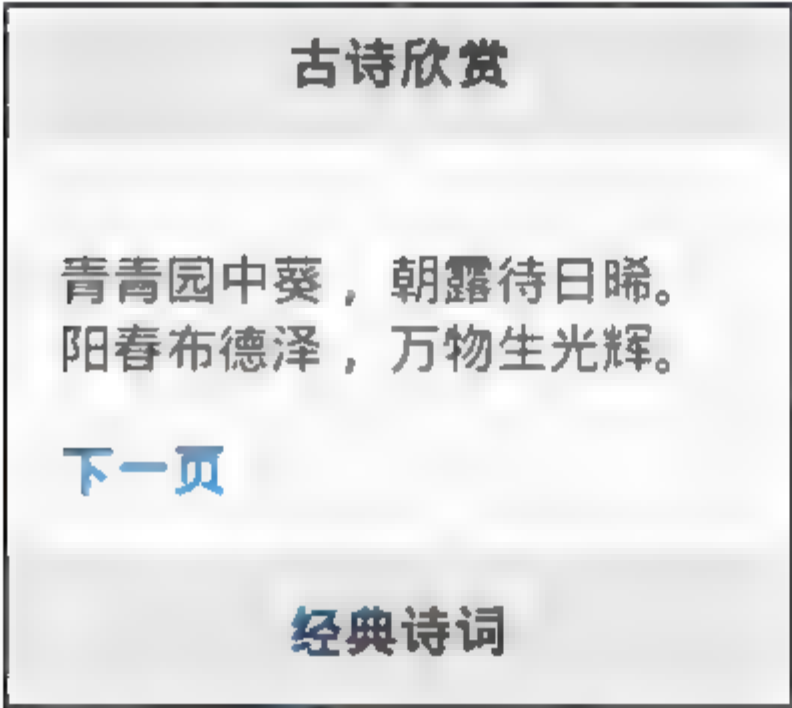 古诗欣赏
青青园中葵，朝露待日晞。
阳春布德泽，万物生光辉。
下一页
经典诗词